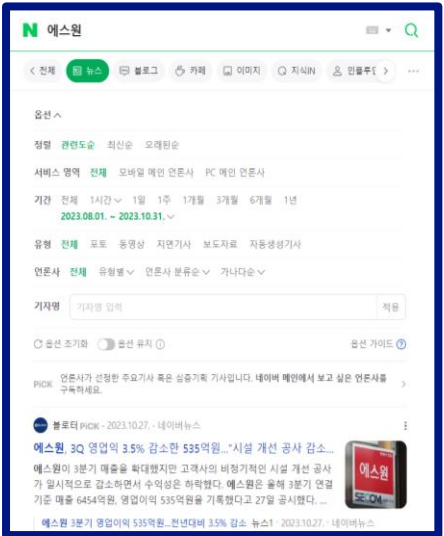 N 에스원
전체 뉴스 블로그 카페 이미지 지식iN 인플루언
옵션
정렬 관련도순 최신순 오래된순
서비스 영역 전체 모바일 메인 언론사 PC 메인 언론사
기간 전체 1시간 1일 1주 1개월 3개월 6개월 1년
2023.08.01. ~ 2023.10.31.
유형 전체 포토 동영상 지면기사 보도자료 자동생성기사
언론사 전체 유형별 언론사 분류순 가나다순
기자명 기자명 입력 적용
옵션 초기화 옵션 유지 옵션 가이드
PiCK 언론사가 선정한 주요기사 혹은 심층기획 기사입니다. 네이버 메인에서 보고 싶은 언론사를
구독하세요.
블로터 PiCK · 2023.10.27. · 네이버뉴스
에스원, 3Q 영업익 3.5% 감소한 535억원..."시설 개선 공사 감소...
에스원이 3분기 매출을 확대했지만 고객사의 비정기적인 시설 개선 공사
가 일시적으로 감소하면서 수익성은 하락했다. 에스원은 올해 3분기 연결
기준 매출 6454억원, 영업이익 535억원을 기록했다고 27일 공시했다. ...
에스원
SECOM
에스원 3분기 영업이익 535억원...전년대비 3.5% 감소 뉴스1 · 2023.10.27. · 네이버뉴스